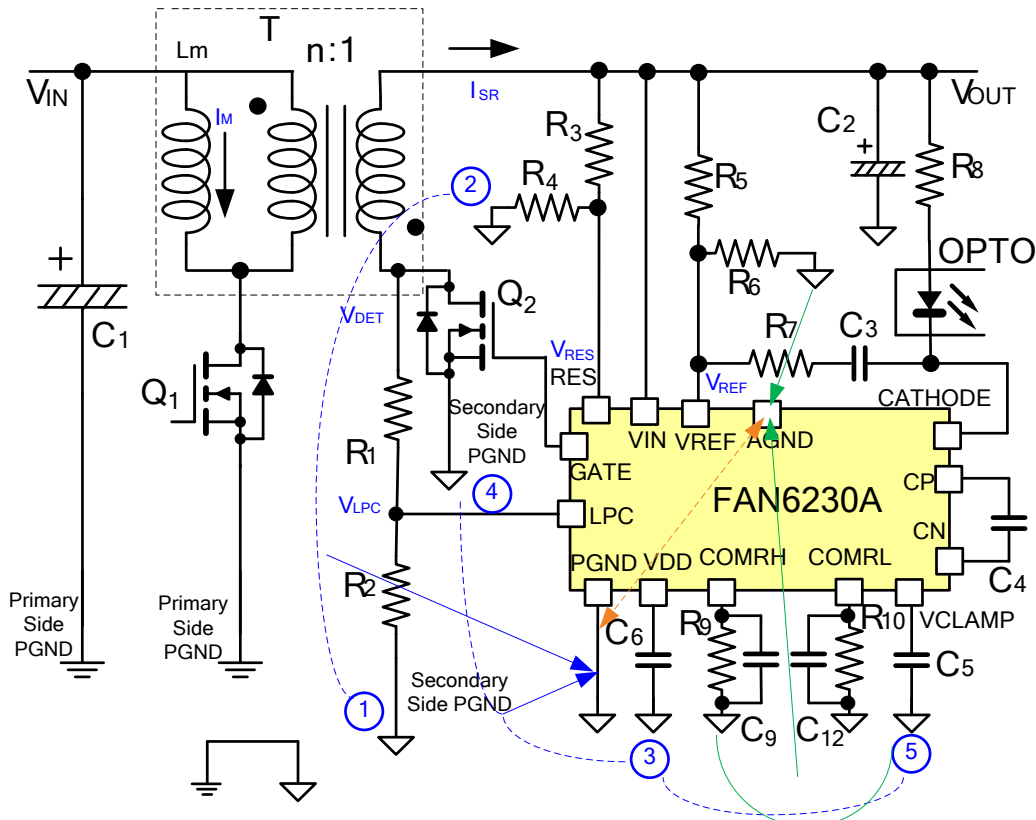 T
Lm
n:1
VIN
IM
ISR
VOUT
C2
R3
R4
R5
R8
2
OPTO
R6
C1
VDET
Q2
R7
C3
VRES
RES
VREF
CATHODE
Q1
Secondary
Side
PGND
VIN
VREF
AGND
R1
GATE
CP
FAN6230A
4
VLPC
LPC
CN
PGND
VDD
COMRH
COMRL
C4
R2
Primary
Side
PGND
Primary
Side
PGND
C6
R9
R10
VCLAMP
C5
Secondary
Side PGND
1
C9
C12
3
5